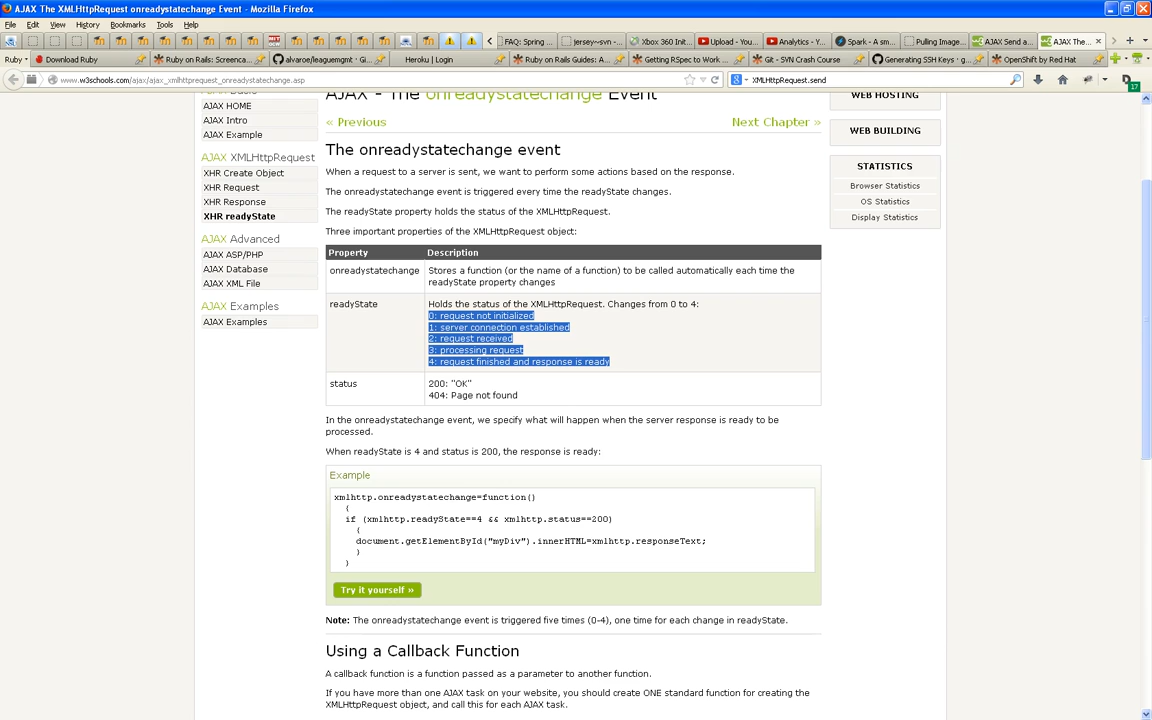 AJAX The XMLHttpRequest onreadystatechange Event - Mozilla Firefox
File Edit View History Bookmarks Tools Help
FAQ: Spring ... jersey~svn -... Xbox 360 Init... Upload - You... Analytics - Y... Spark - A sm... Pulling Image... AJAX Send a ... AJAX The...
Ruby Download Ruby Ruby on Rails: Screenca... alvaroc/leaguemgmt · ... Heroku | Login Ruby on Rails Guides: A... Getting RSpec to Work ... Git - SVN Crash Course Generating SSH Keys · g... OpenShift by Red Hat Login
www.w3schools.com/ajax/ajax_xmlhttprequest_onreadystatechange.asp
XMLHttpRequest.send
17
AJAX Basic
AJAX HOME
AJAX Intro
AJAX Example
AJAX XMLHttpRequest
XHR Create Object
XHR Request
XHR Response
XHR readyState
AJAX Advanced
AJAX ASP/PHP
AJAX Database
AJAX XML File
AJAX Examples
AJAX Examples
AJAX - The onreadystatechange Event
« Previous
Next Chapter »
The onreadystatechange event
When a request to a server is sent, we want to perform some actions based on the response.
The onreadystatechange event is triggered every time the readyState changes.
The readyState property holds the status of the XMLHttpRequest.
Three important properties of the XMLHttpRequest object:
Property Description
onreadystatechange Stores a function (or the name of a function) to be called automatically each time the
readyState property changes
readyState Holds the status of the XMLHttpRequest. Changes from 0 to 4:
0: request not initialized
1: server connection established
2: request received
3: processing request
4: request finished and response is ready
status 200: "OK"
404: Page not found
In the onreadystatechange event, we specify what will happen when the server response is ready to be
processed.
When readyState is 4 and status is 200, the response is ready:
Example
xmlhttp.onreadystatechange=function()
{
if (xmlhttp.readyState==4 && xmlhttp.status==200)
{
document.getElementById("myDiv").innerHTML=xmlhttp.responseText;
}
}
Try it yourself »
Note: The onreadystatechange event is triggered five times (0-4), one time for each change in readyState.
Using a Callback Function
A callback function is a function passed as a parameter to another function.
If you have more than one AJAX task on your website, you should create ONE standard function for creating the
XMLHttpRequest object, and call this for each AJAX task.
WEB HOSTING
WEB BUILDING
STATISTICS
Browser Statistics
OS Statistics
Display Statistics